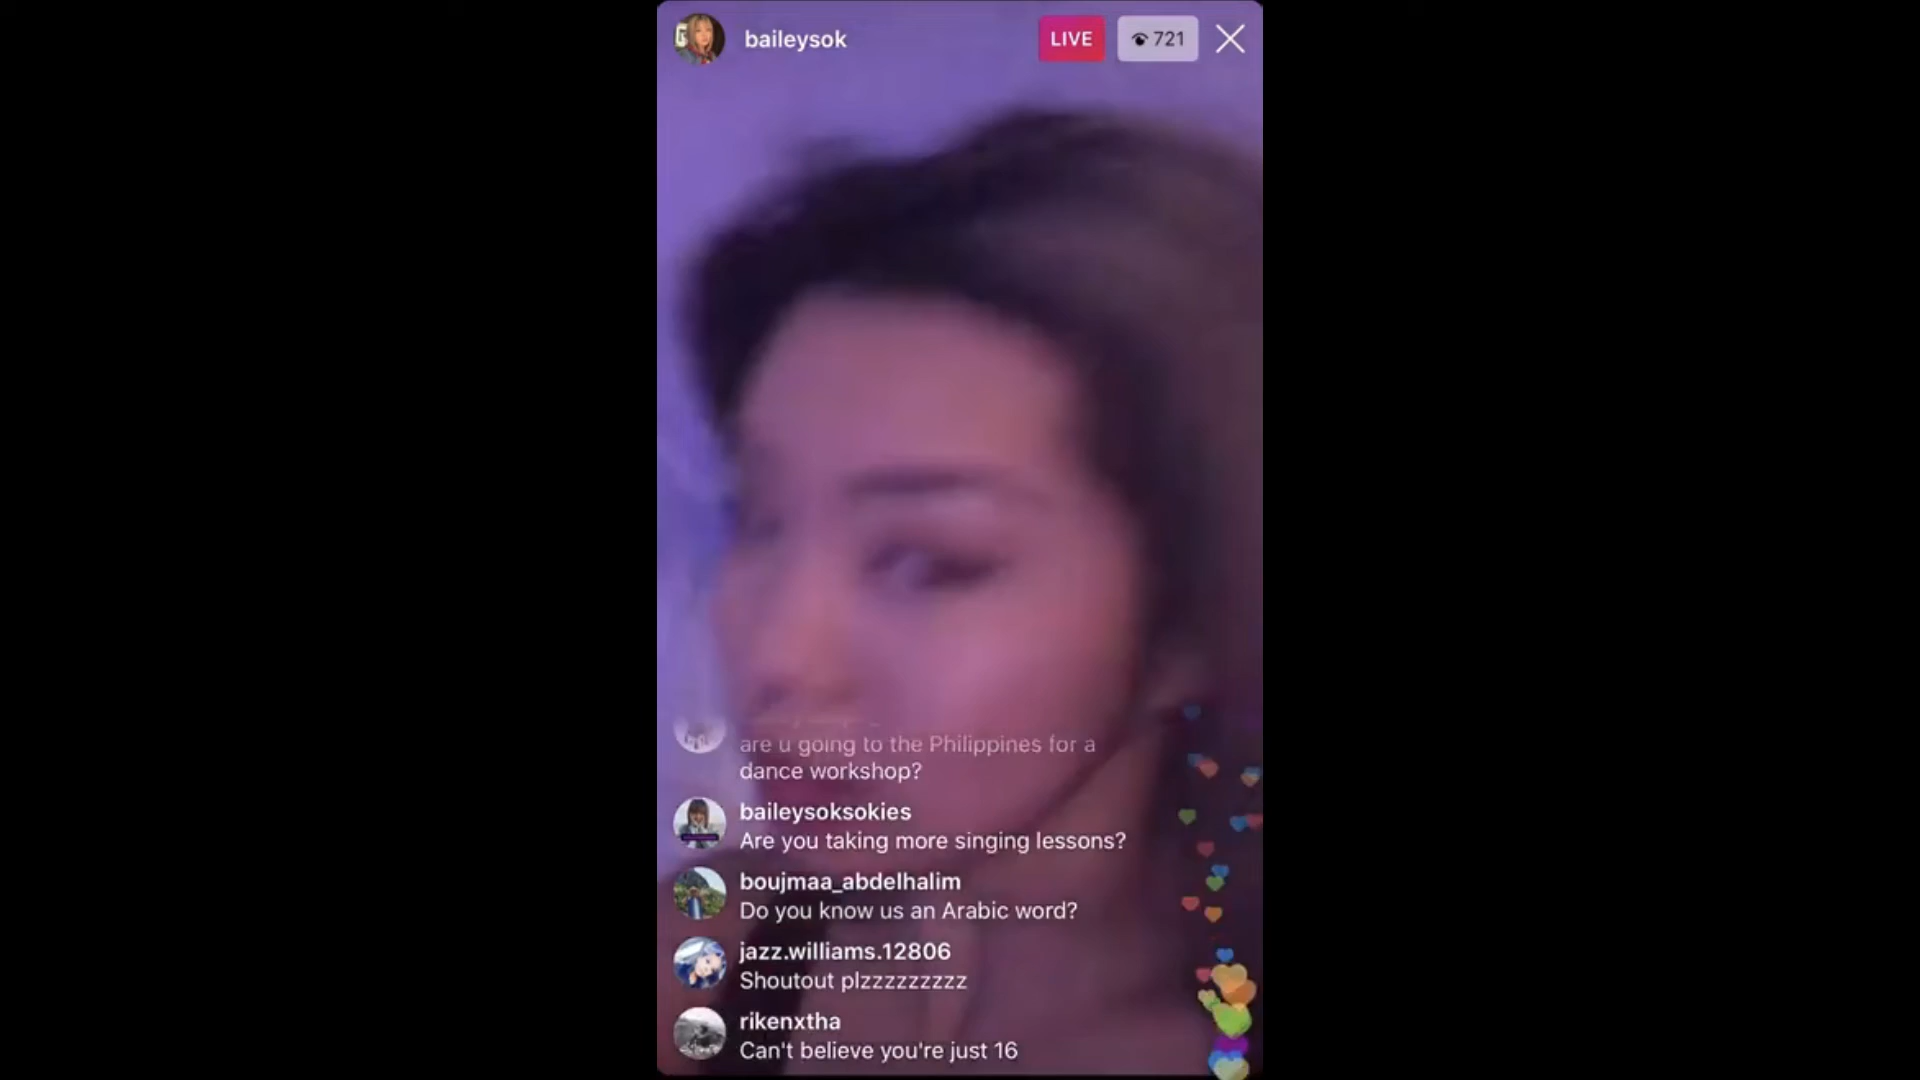 baileysok
LIVE
721
are u going to the Philippines for a
dance workshop?
baileysoksokies
Are you taking more singing lessons?
boujmaa_abdelhalim
Do you know us an Arabic word?
jazz.williams.12806
Shoutout plzzzzzzzzz
rikenxtha
Can't believe you're just 16